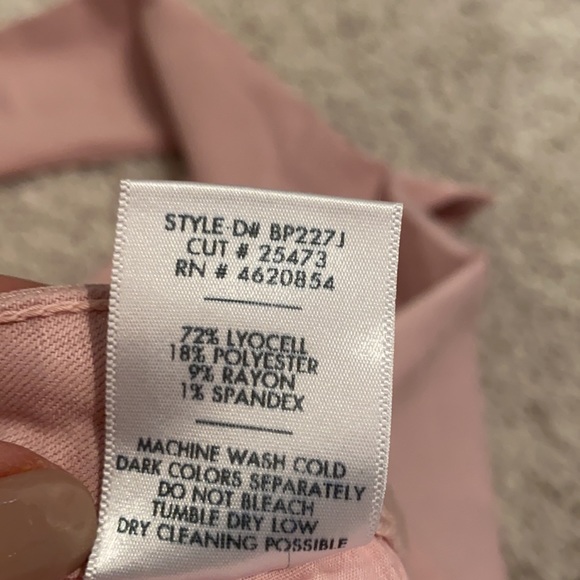 STYLE D# BP227J
CUT # 25473
RN # 4620854
72% LYOCELL
18% POLYESTER
9% RAYON
1% SPANDEX
MACHINE WASH COLD
DARK COLORS SEPARATELY
DO NOT BLEACH
TUMBLE DRY LOW
DRY CLEANING POSSIBLE